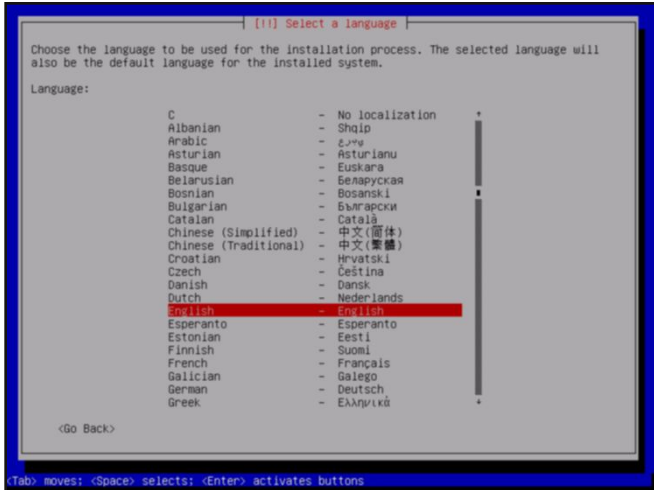 [!!] Select a language
Choose the language to be used for the installation process. The selected language will
also be the default language for the installed system.
Language:
C - No localization
Albanian - Shqip
Arabic - عربي
Asturian - Asturianu
Basque - Euskara
Belarusian - Беларуская
Bosnian - Bosanski
Bulgarian - Български
Catalan - Català
Chinese (Simplified) - 中文(简体)
Chinese (Traditional) - 中文(繁體)
Croatian - Hrvatski
Czech - Čeština
Danish - Dansk
Dutch - Nederlands
English - English
Esperanto - Esperanto
Estonian - Eesti
Finnish - Suomi
French - Français
Galician - Galego
German - Deutsch
Greek - Ελληνικά
<Go Back>
<Tab> moves; <Space> selects; <Enter> activates buttons